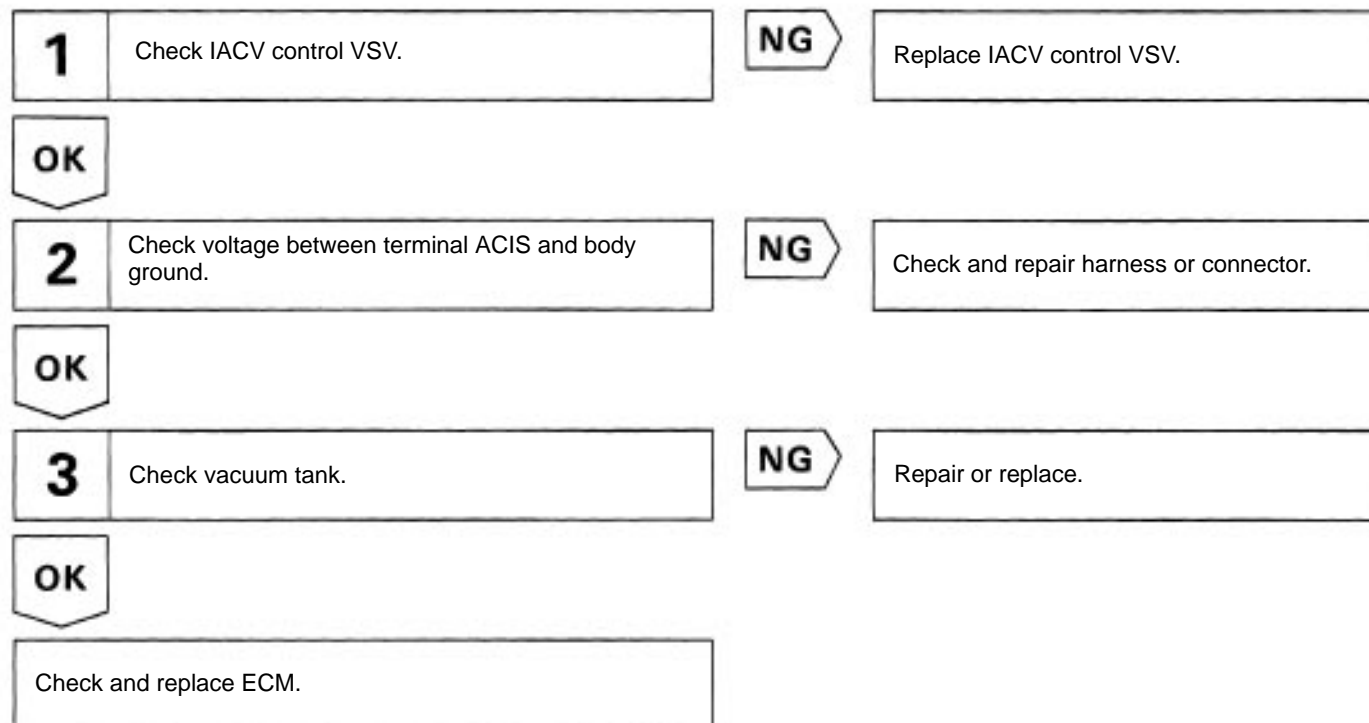 1
Check IACV control VSV.
NG
Replace IACV control VSV.
OK
2
Check voltage between terminal ACIS and body
ground.
NG
Check and repair harness or connector.
OK
3
Check vacuum tank.
NG
Repair or replace.
OK
Check and replace ECM.